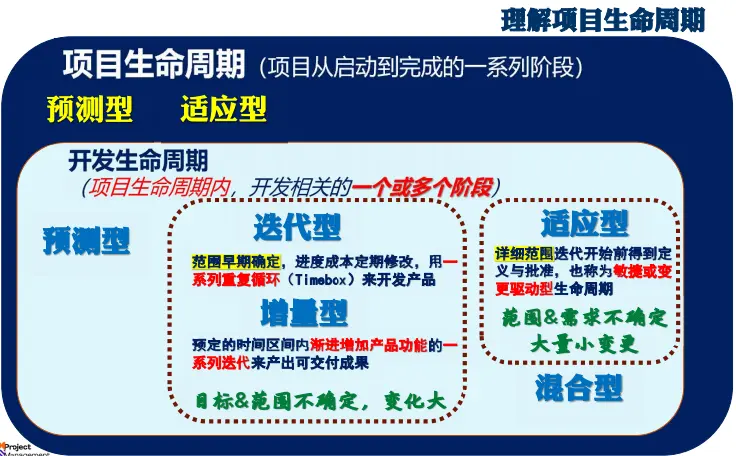 理解项目生命周期
项目生命周期（项目从启动到完成的一系列阶段）
预测型 适应型
开发生命周期
（项目生命周期内，开发相关的一个或多个阶段）
预测型
迭代型
范围早期确定，进度成本定期修改，用一
系列重复循环（Timebox）来开发产品
增量型
预定的时间区间内渐进增加产品功能的一
系列迭代来产出可交付成果
目标&范围不确定，变化大
适应型
详细范围迭代开始前得到定
义与批准，也称为敏捷或变
更驱动型生命周期
范围&需求不确定
大量小变更
混合型
Project
Management